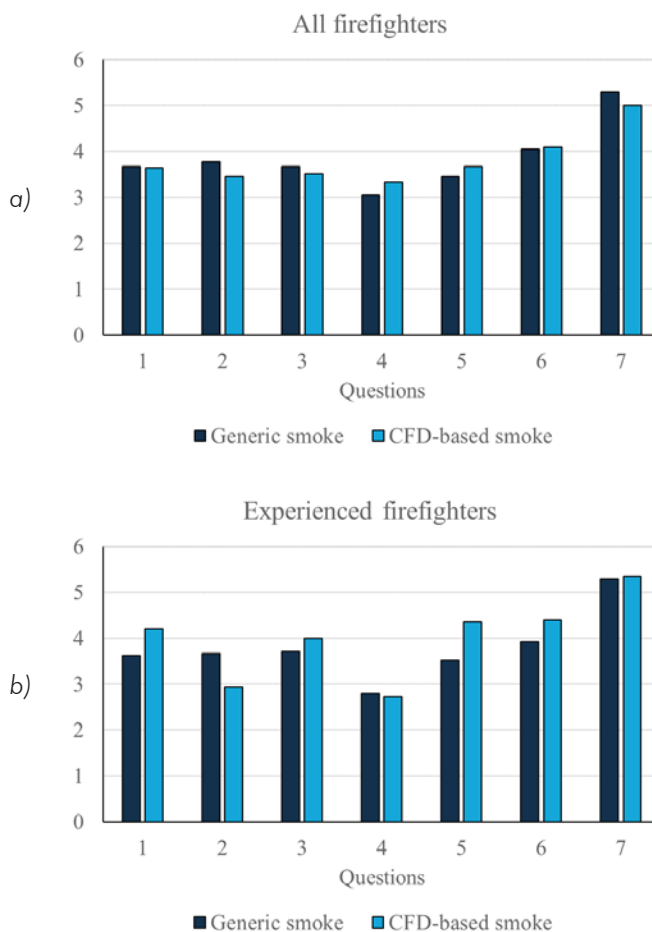 All firefighters
6
5
4
3
2
1
0
a)
1 2 3 4 5 6 7
Questions
Generic smoke CFD-based smoke
Experienced firefighters
6
5
4
3
2
1
0
b)
1 2 3 4 5 6 7
Questions
Generic smoke CFD-based smoke